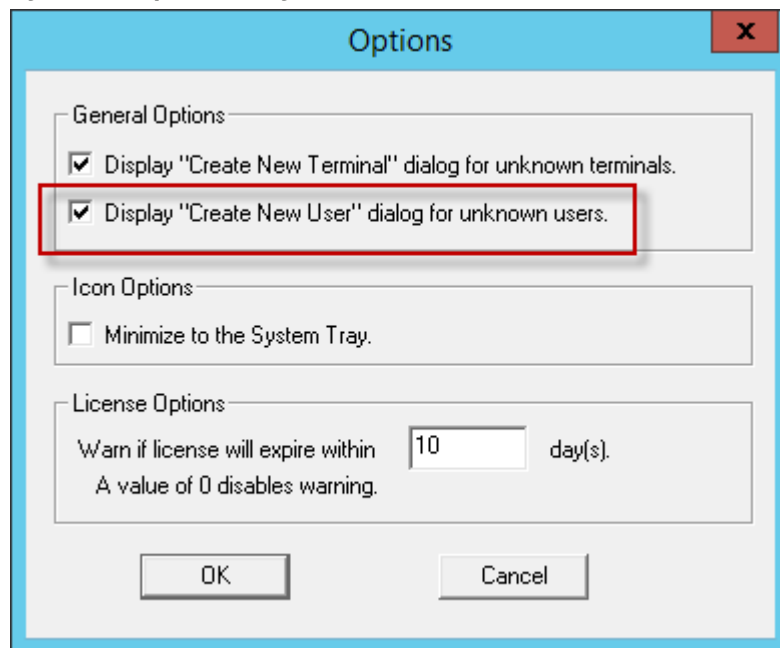 Options
x
General Options
Display "Create New Terminal" dialog for unknown terminals.
Display "Create New User" dialog for unknown users.
Icon Options
Minimize to the System Tray.
License Options
Warn if license will expire within 10 day(s).
A value of 0 disables warning.
OK Cancel